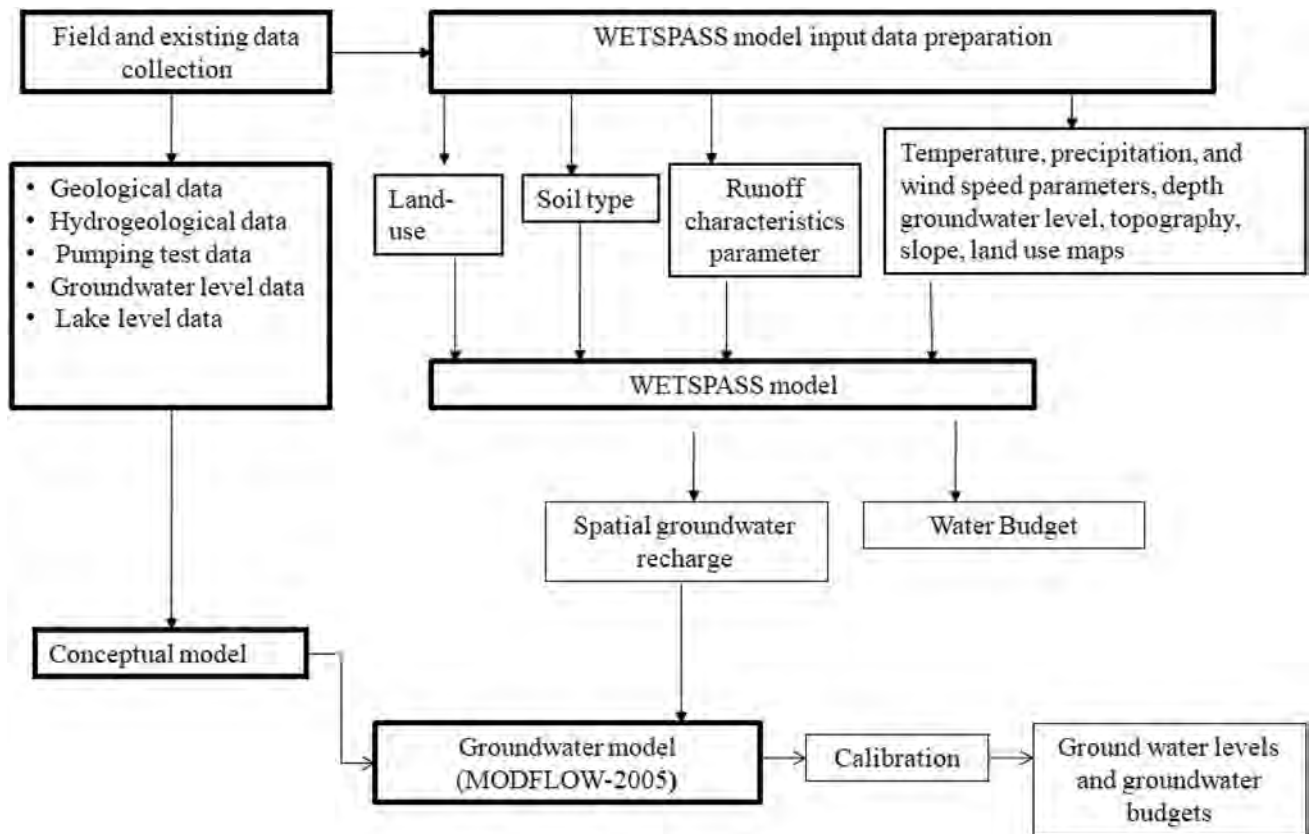 Field and existing data
collection
WETSPASS model input data preparation
• Geological data
• Hydrogeological data
• Pumping test data
• Groundwater level data
• Lake level data
Land-
use
Soil type
Runoff
characteristics
parameter
Temperature, precipitation, and
wind speed parameters, depth
groundwater level, topography,
slope, land use maps
WETSPASS model
Spatial groundwater
recharge
Water Budget
Conceptual model
Groundwater model
(MODFLOW-2005)
Calibration
Ground water levels
and groundwater
budgets